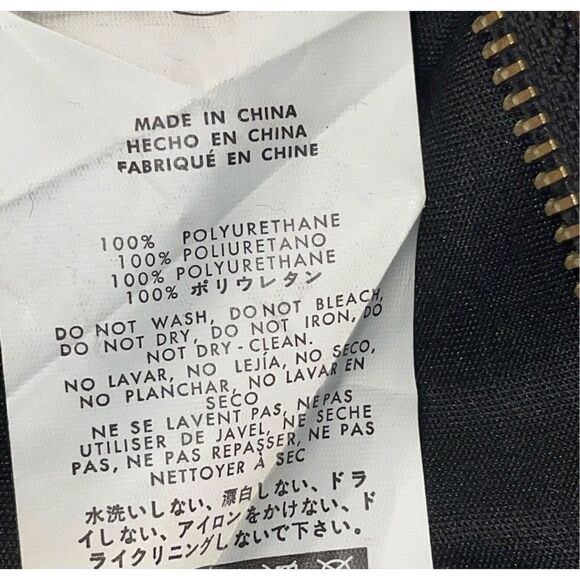 MADE IN CHINA
HECHO EN CHINA
FABRIQUÉ EN CHINE
100% POLYURETHANE
100% POLIURETANO
100% POLYURETHANE
100% ポリウレタン
DO NOT WASH, DO NOT BLEACH,
DO NOT DRY, DO NOT IRON, DO
NOT DRY-CLEAN.
NO LAVAR, NO LEJÍA, NO SECO,
NO PLANCHAR, NO LAVAR EN
SECO
NE SE LAVENT PAS, NEPAS
UTILISER DE JAVEL, NE SECHE
PAS, NE PAS REPASSER, NE PAS
NETTOYER À SEC
水洗いしない、漂白しない、ドラ
イしない、アイロンをかけない、ド
ライクリニングしないで下さい。